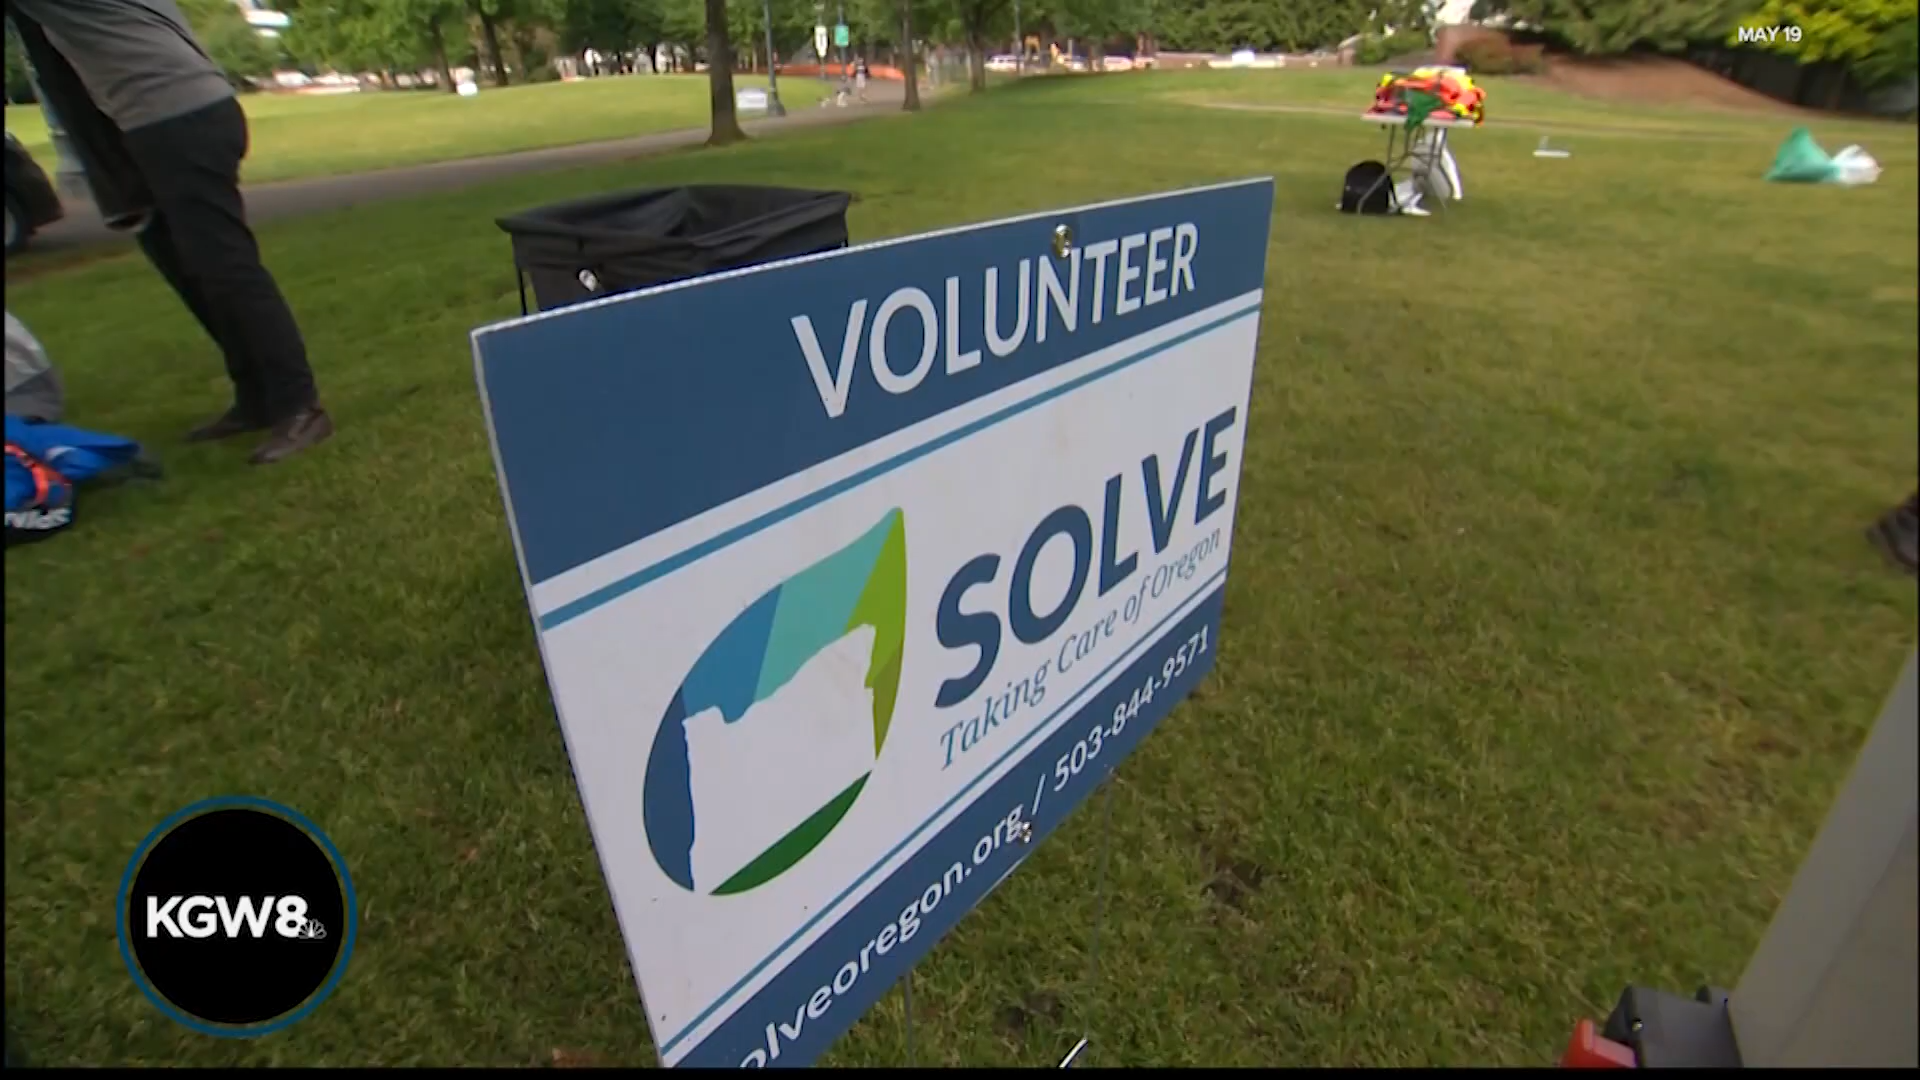 MAY 19
VOLUNTEER
SOLVE
Taking Care of Oregon
olveoregon.org / 503-844-9571
KGW8